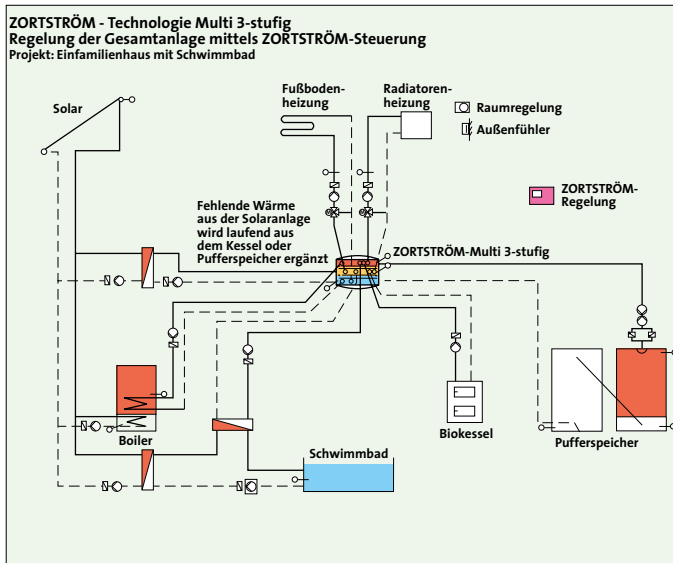 ZORTSTRÖM - Technologie Multi 3-stufig
Regelung der Gesamtanlage mittels ZORTSTRÖM-Steuerung
Projekt: Einfamilienhaus mit Schwimmbad
Solar
Fußboden-
heizung
Radiatoren-
heizung
Raumregelung
Außenfühler
ZORTSTRÖM-
Regelung
Fehlende Wärme
aus der Solaranlage
wird laufend aus
dem Kessel oder
Pufferspeicher ergänzt
ZORTSTRÖM-Multi 3-stufig
Boiler
Biokessel
Pufferspeicher
Schwimmbad